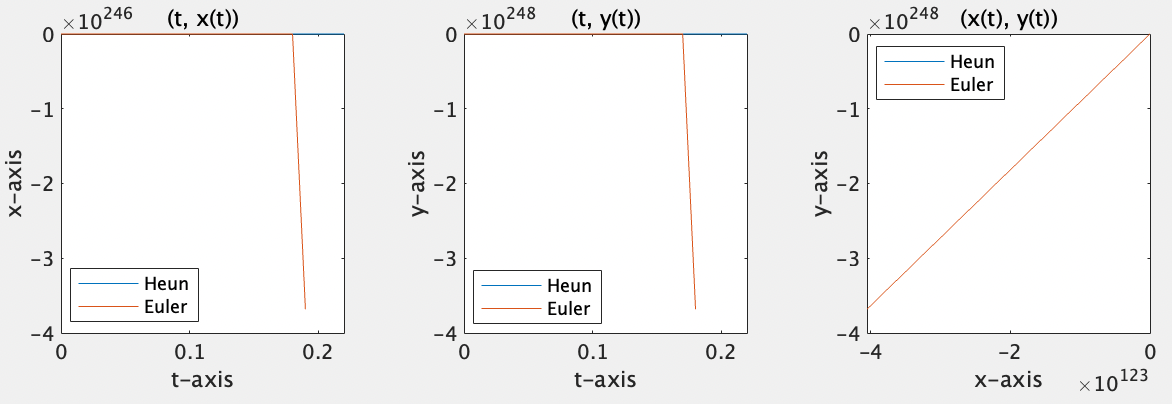 ×10^246 (t, x(t))
0
-1
-2
-3
-4
x-axis
Heun
Euler
0 0.1 0.2
t-axis
×10^248 (t, y(t))
0
-1
-2
-3
-4
y-axis
Heun
Euler
0 0.1 0.2
t-axis
×10^248 (x(t), y(t))
0
-1
-2
-3
-4
y-axis
Heun
Euler
-4 -2 0
x-axis ×10^123